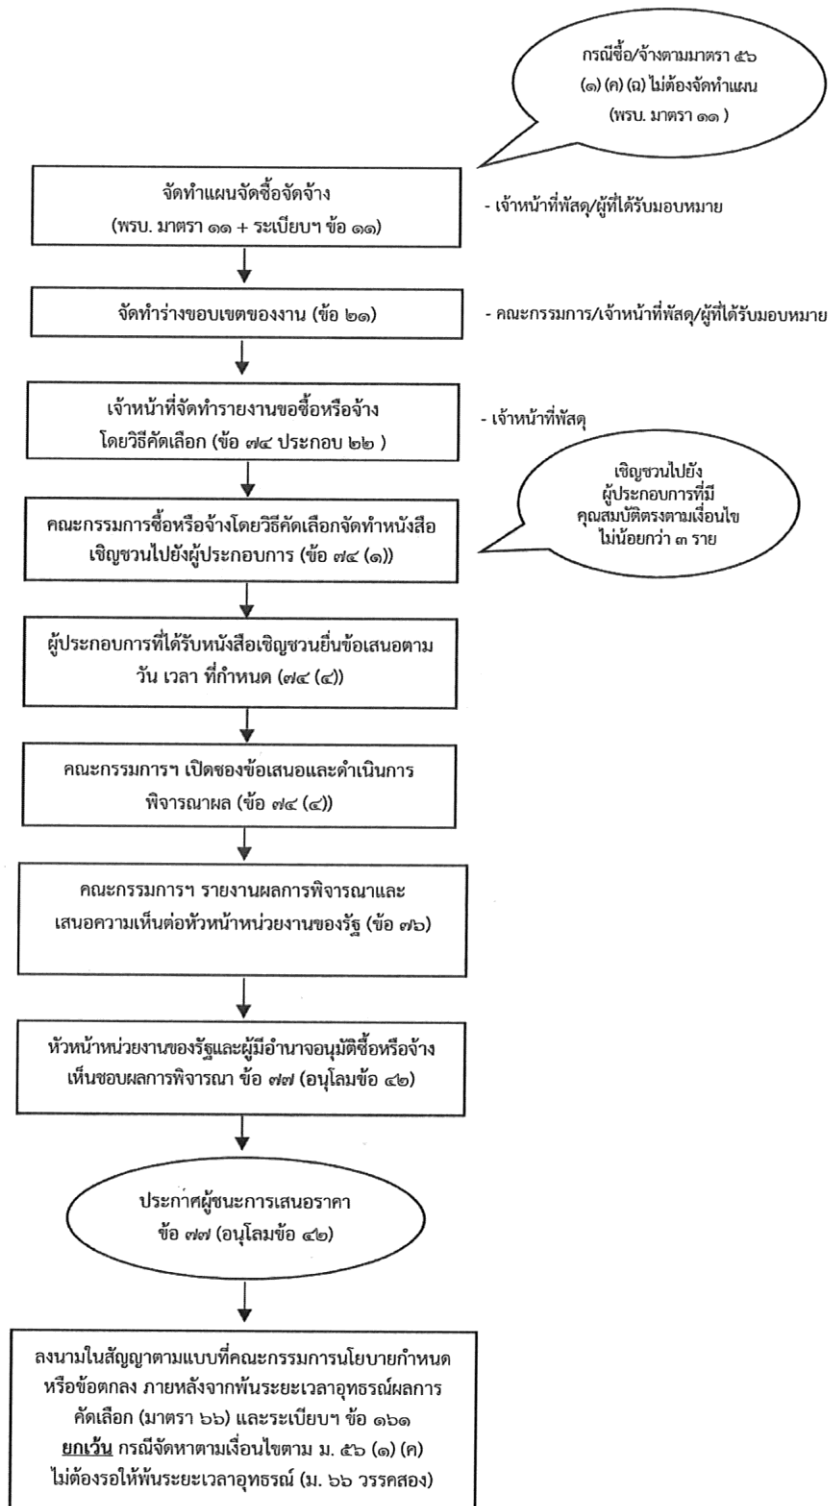 กรณีซื้อ/จ้างตามมาตรา ๕๖
(๑) (ค) (ฉ) ไม่ต้องจัดทำแผน
(พรบ. มาตรา ๑๑ )
จัดทำแผนจัดซื้อจัดจ้าง
(พรบ. มาตรา ๑๑ + ระเบียบฯ ข้อ ๑๑)
- เจ้าหน้าที่พัสดุ/ผู้ที่ได้รับมอบหมาย
จัดทำร่างขอบเขตของงาน (ข้อ ๒๑)
- คณะกรรมการ/เจ้าหน้าที่พัสดุ/ผู้ที่ได้รับมอบหมาย
เจ้าหน้าที่จัดทำรายงานขอซื้อหรือจ้าง
โดยวิธีคัดเลือก (ข้อ ๗๔ ประกอบ ๒๒ )
- เจ้าหน้าที่พัสดุ
เชิญชวนไปยัง
ผู้ประกอบการที่มี
คุณสมบัติตรงตามเงื่อนไข
ไม่น้อยกว่า ๓ ราย
คณะกรรมการซื้อหรือจ้างโดยวิธีคัดเลือกจัดทำหนังสือ
เชิญชวนไปยังผู้ประกอบการ (ข้อ ๗๔ (๑))
ผู้ประกอบการที่ได้รับหนังสือเชิญชวนยื่นข้อเสนอตาม
วัน เวลา ที่กำหนด (๗๔ (๔))
คณะกรรมการฯ เปิดซองข้อเสนอและดำเนินการ
พิจารณาผล (ข้อ ๗๔ (๔))
คณะกรรมการฯ รายงานผลการพิจารณาและ
เสนอความเห็นต่อหัวหน้าหน่วยงานของรัฐ (ข้อ ๗๖)
หัวหน้าหน่วยงานของรัฐและผู้มีอำนาจอนุมัติซื้อหรือจ้าง
เห็นชอบผลการพิจารณา ข้อ ๗๗ (อนุโลมข้อ ๔๒)
ประกาศผู้ชนะการเสนอราคา
ข้อ ๗๗ (อนุโลมข้อ ๔๒)
ลงนามในสัญญาตามแบบที่คณะกรรมการนโยบายกำหนด
หรือข้อตกลง ภายหลังจากพ้นระยะเวลาอุทธรณ์ผลการ
คัดเลือก (มาตรา ๖๖) และระเบียบฯ ข้อ ๑๖๑
ยกเว้น กรณีจัดหาตามเงื่อนไขตาม ม. ๕๖ (๑) (ค)
ไม่ต้องรอให้พ้นระยะเวลาอุทธรณ์ (ม. ๖๖ วรรคสอง)